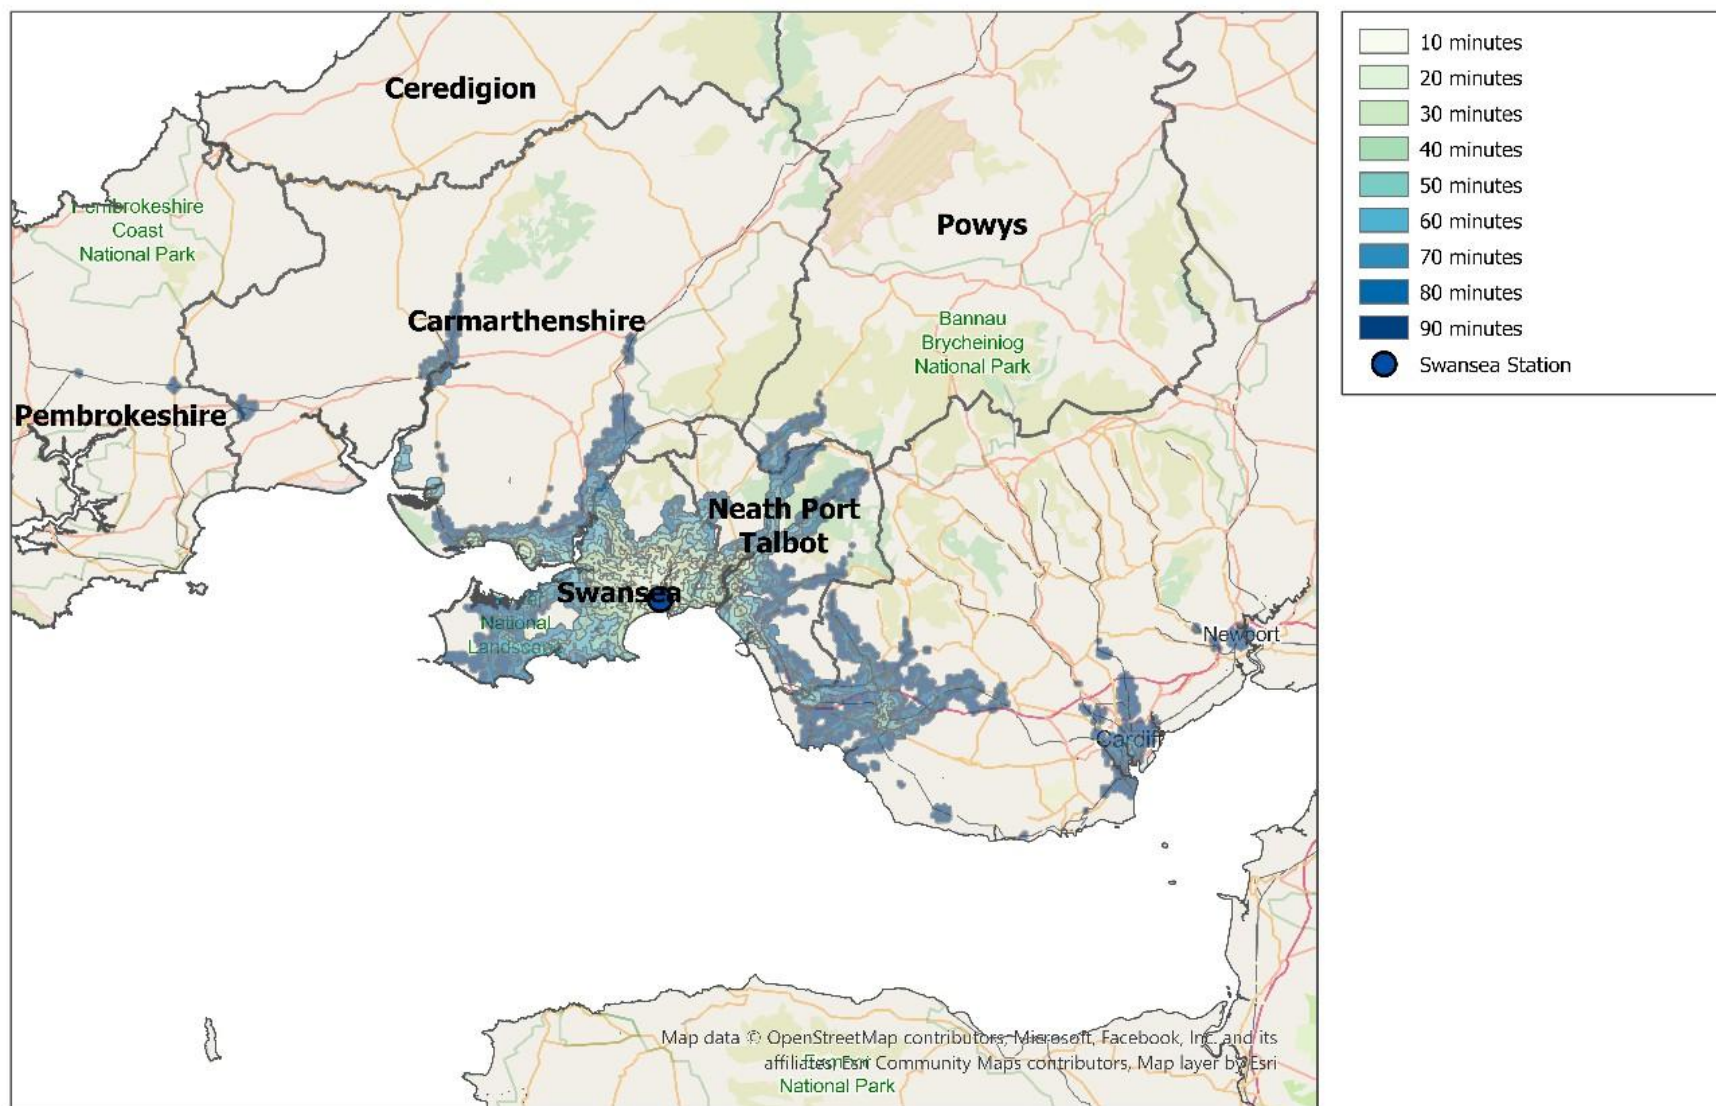 Ceredigion
Pembrokeshire
Coast
National Park
Powys
Carmarthenshire
Bannau
Brycheiniog
National Park
Pembrokeshire
Neath Port
Talbot
Swansea
National
Landscape
Newport
Cardiff
Map data © OpenStreetMap contributors, Microsoft, Facebook, Inc. and its
affiliates, Esri Community Maps contributors, Map layer by Esri
Exmoor
National Park
10 minutes
20 minutes
30 minutes
40 minutes
50 minutes
60 minutes
70 minutes
80 minutes
90 minutes
Swansea Station